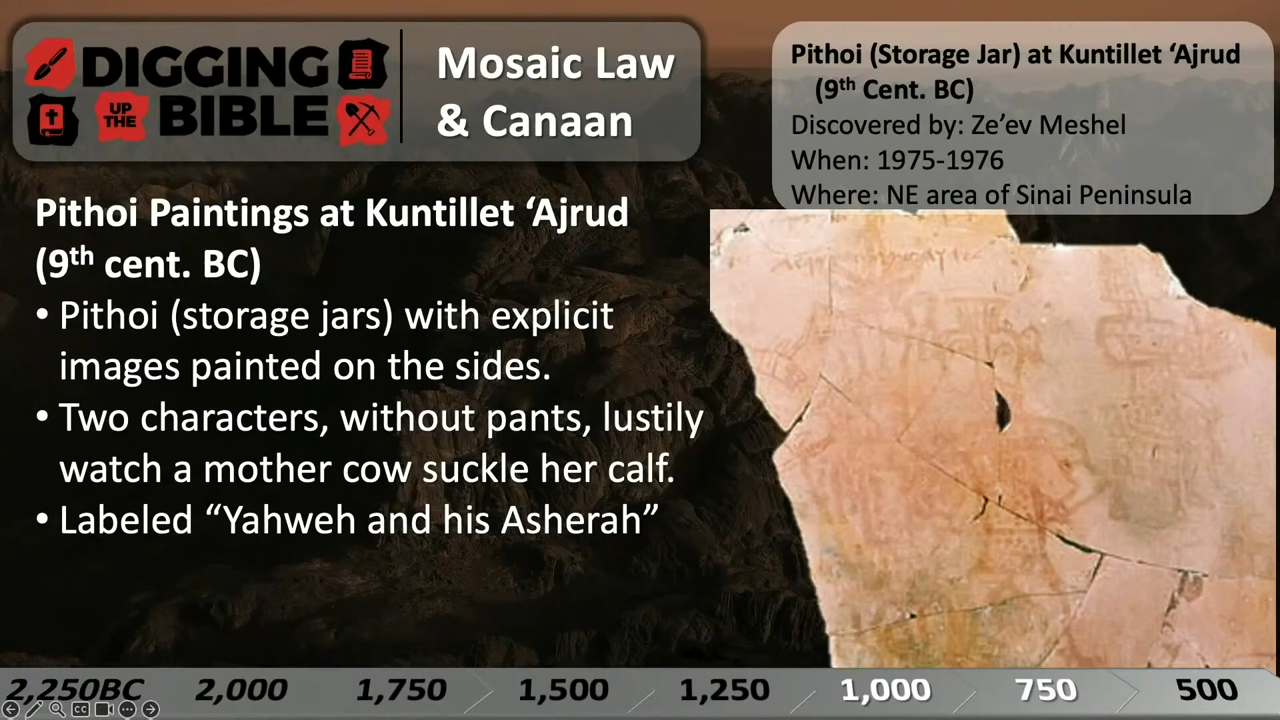 DIGGING
UP THE
BIBLE
Mosaic Law
& Canaan
Pithoi (Storage Jar) at Kuntillet ‘Ajrud
(9th Cent. BC)
Discovered by: Ze’ev Meshel
When: 1975-1976
Where: NE area of Sinai Peninsula
Pithoi Paintings at Kuntillet ‘Ajrud
(9th cent. BC)
• Pithoi (storage jars) with explicit
images painted on the sides.
• Two characters, without pants, lustily
watch a mother cow suckle her calf.
• Labeled “Yahweh and his Asherah”
2,250BC 2,000 1,750 1,500 1,250 1,000 750 500
CC